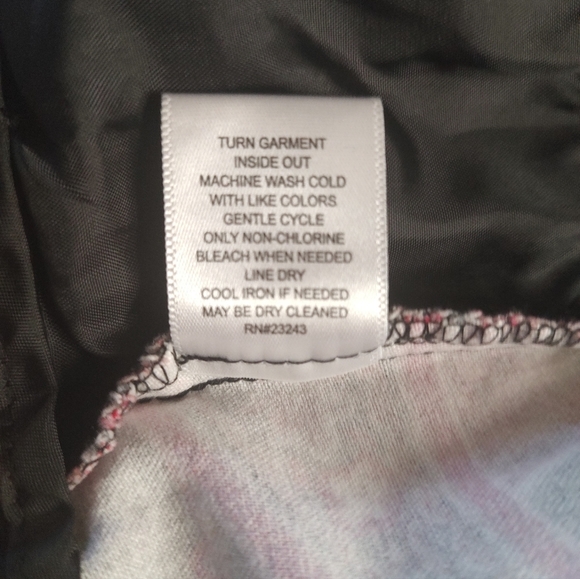 TURN GARMENT
INSIDE OUT
MACHINE WASH COLD
WITH LIKE COLORS
GENTLE CYCLE
ONLY NON-CHLORINE
BLEACH WHEN NEEDED
LINE DRY
COOL IRON IF NEEDED
MAY BE DRY CLEANED
RN#23243